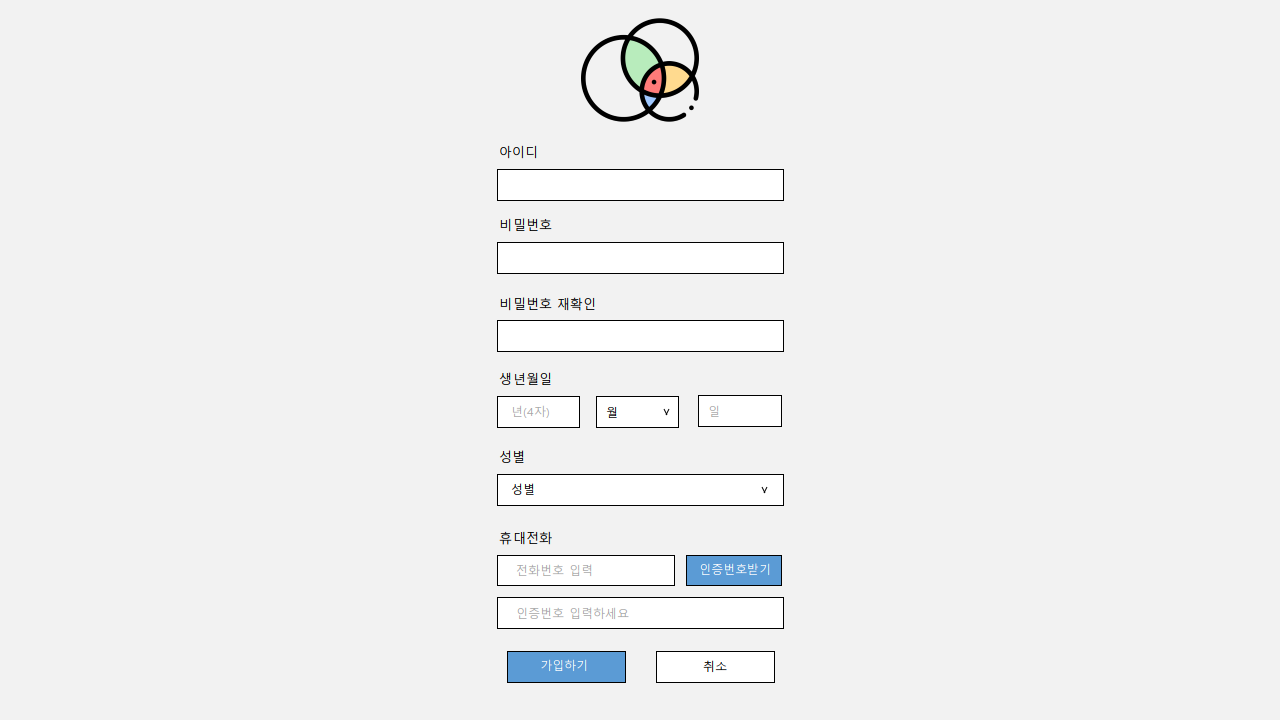 아이디
비밀번호
비밀번호 재확인
생년월일
년(4자) 월 v 일
성별
성별 v
휴대전화
전화번호 입력 인증번호받기
인증번호 입력하세요
가입하기 취소